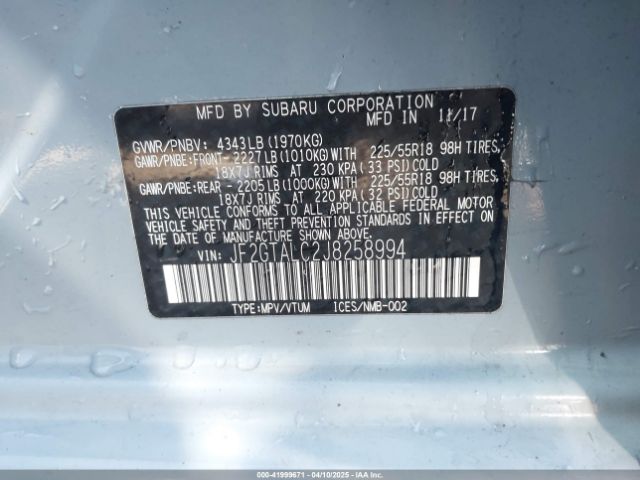 MFD BY SUBARU CORPORATION
MFD IN 11/17
GVWR/PNBV: 4343LB(1970KG)
GAWR/PNBE:FRONT-2227LB(1010KG)WITH 225/55R18 98H TIRES,
18X7J RIMS AT 230 KPA(33 PSI)COLD
GAWR/PNBE:REAR -2205LB(1000KG)WITH 225/55R18 98H TIRES,
18X7J RIMS AT 220 KPA(32 PSI)COLD
THIS VEHICLE CONFORMS TO ALL APPLICABLE FEDERAL MOTOR
VEHICLE SAFETY AND THEFT PREVENTION STANDARDS IN EFFECT
ON THE DATE OF MANUFACTURE SHOWN ABOVE.
VIN: JF2GTALC2J8258994
TYPE:MPV/VTUM ICES/NMB-002
000-41999671 - 04/10/2025 - IAAI.CA